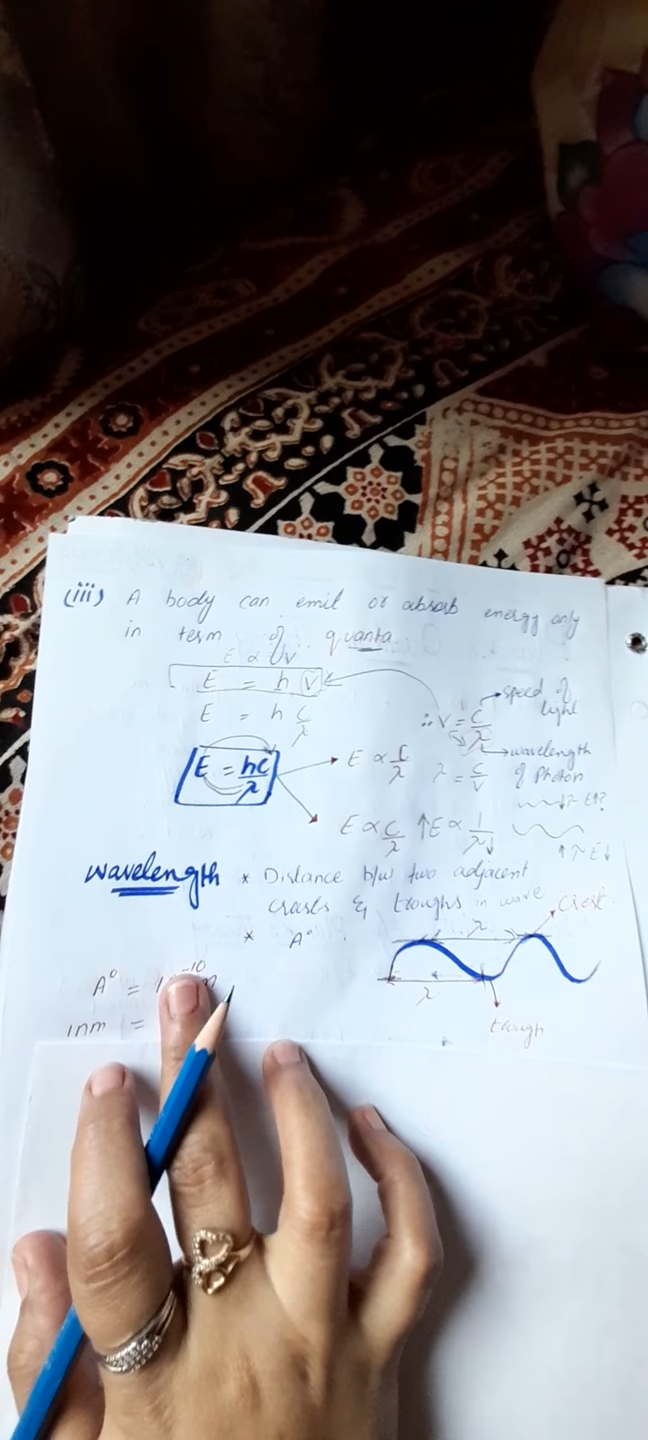 (iii) A body can emit or absorb energy only
in term of quanta.
E ∝ v
E = h v
E = h c/λ
∴ v = c/λ
speed of light
wavelength of Photon
E = hc/λ
E ∝ 1/λ
λ = c/v
λ E↑
E ∝ c/λ ↑E ∝ 1/λ↓
↑λ E↓
wavelength * Distance b/w two adjacent
crests & troughs in wave
* A°
λ
Crest
A° = -10 m
λ
1nm =
trough